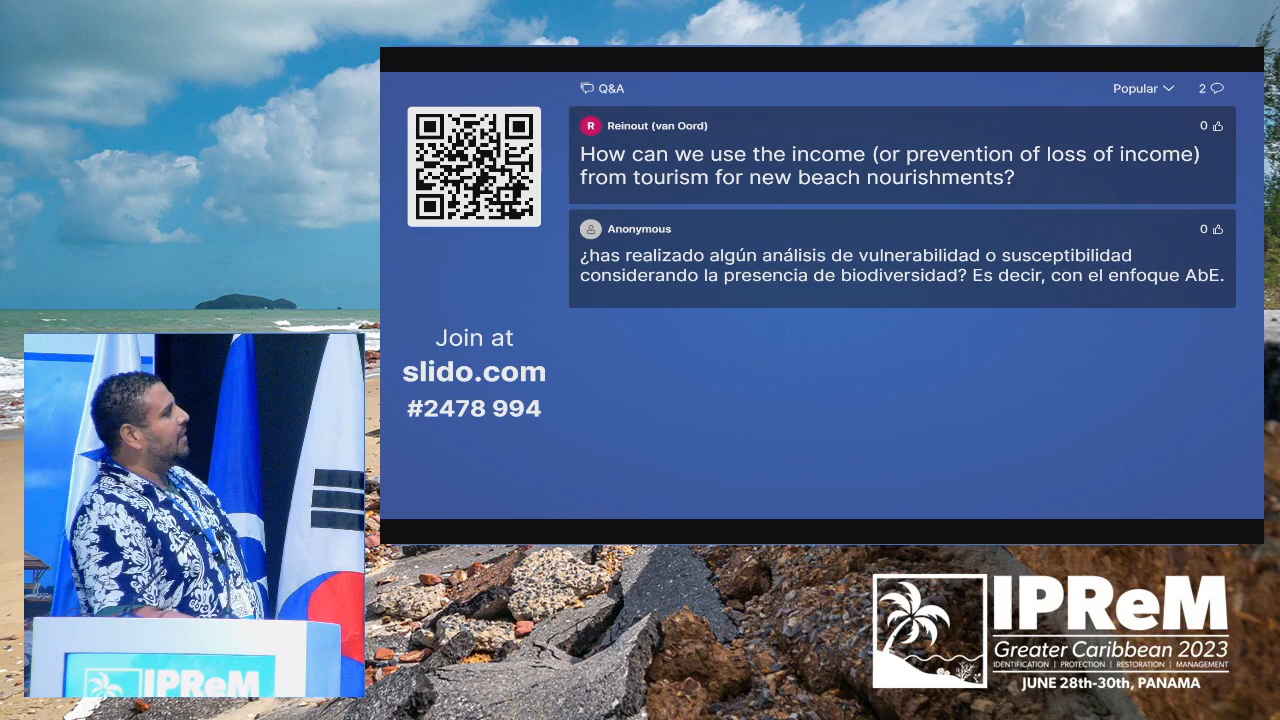 Q&A
Popular
2
R
Reinout (van Oord)
0
How can we use the income (or prevention of loss of income)
from tourism for new beach nourishments?
Anonymous
0
¿has realizado algún análisis de vulnerabilidad o susceptibilidad
considerando la presencia de biodiversidad? Es decir, con el enfoque AbE.
Join at
slido.com
#2478 994
IPReM
IPReM
Greater Caribbean 2023
IDENTIFICATION | PROTECTION | RESTORATION | MANAGEMENT
JUNE 28th-30th, PANAMA